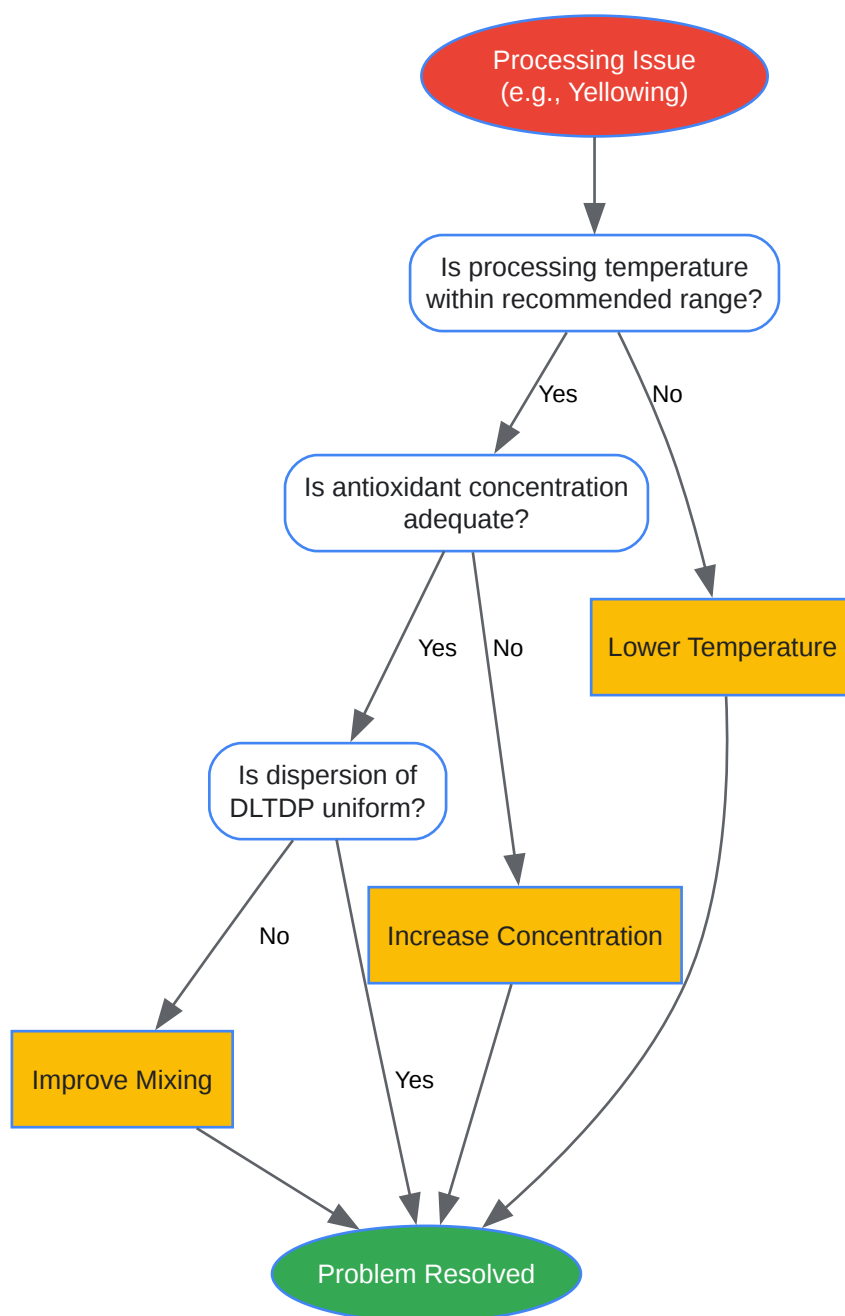 Processing Issue
(e.g., Yellowing)
Is processing temperature
within recommended range?
Yes
No
Is antioxidant concentration
adequate?
Lower Temperature
Yes
No
Is dispersion of
DLTDP uniform?
No
Increase Concentration
Improve Mixing
Yes
Problem Resolved